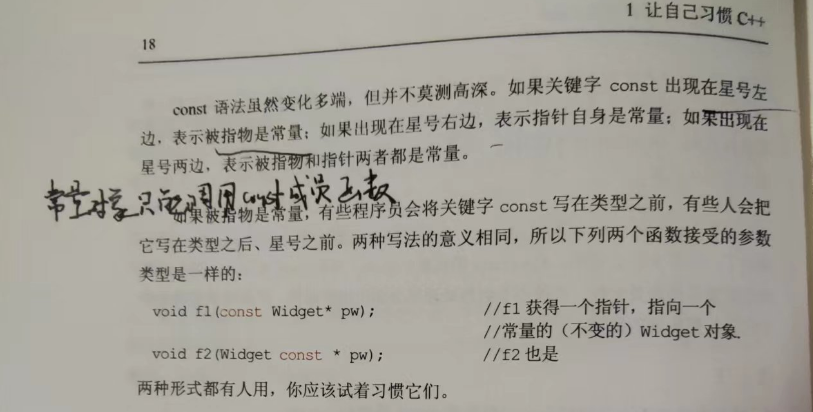 1 让自己习惯 C++
18
const 语法虽然变化多端，但并不莫测高深。如果关键字 const 出现在星号左
边，表示被指物是常量；如果出现在星号右边，表示指针自身是常量；如果出现在
星号两边，表示被指物和指针两者都是常量。
常量对象只能调用const成员函数
如果被指物是常量，有些程序员会将关键字 const 写在类型之前，有些人会把
它写在类型之后、星号之前。两种写法的意义相同，所以下列两个函数接受的参数
类型是一样的：
void f1(const Widget* pw); //f1 获得一个指针，指向一个
//常量的（不变的）Widget 对象.
void f2(Widget const * pw); //f2 也是
两种形式都有人用，你应该试着习惯它们。